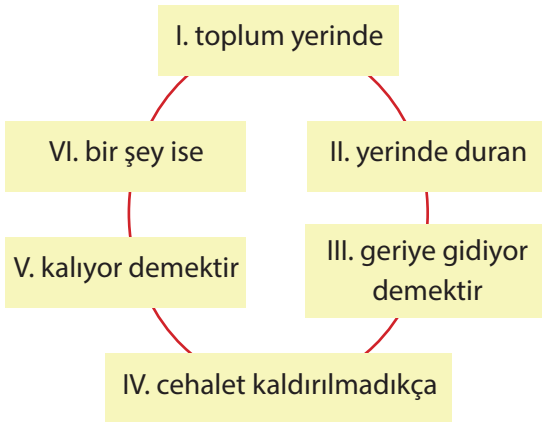 I. toplum yerinde
II. yerinde duran
III. geriye gidiyor
demektir
IV. cehalet kaldırılmadıkça
V. kalıyor demektir
VI. bir şey ise